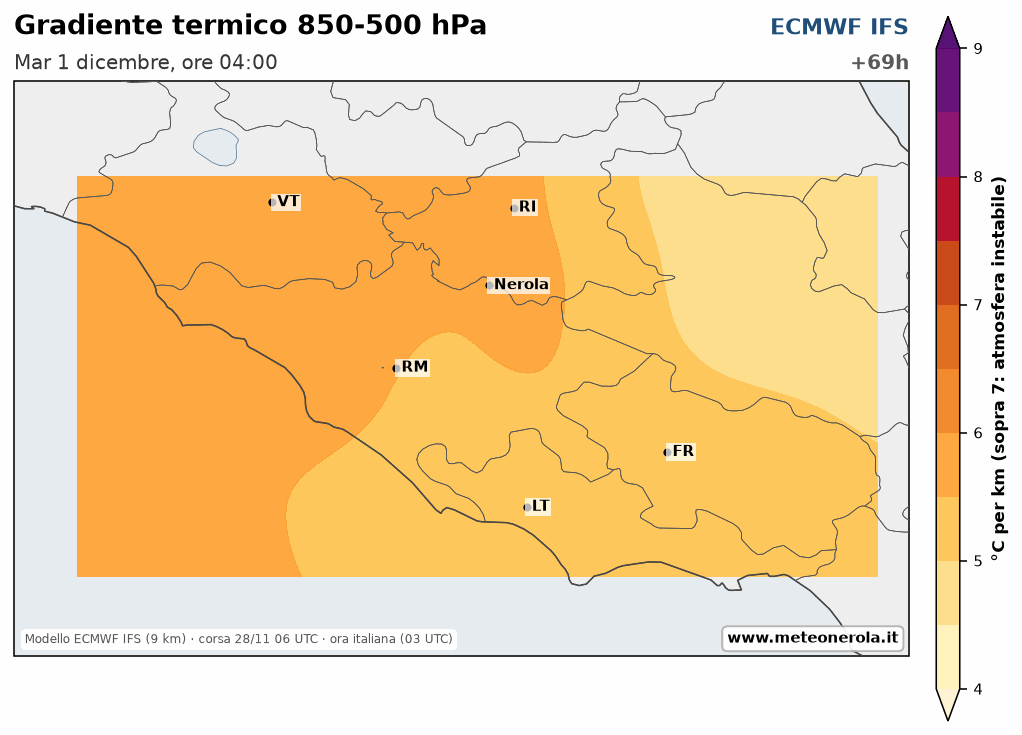 Gradiente termico 850-500 hPa
ECMWF IFS
Mar 1 dicembre, ore 04:00
+69h
VT
RI
Nerola
RM
FR
LT
Modello ECMWF IFS (9 km) · corsa 28/11 06 UTC · ora italiana (03 UTC)
www.meteonerola.it
9
8
7
6
5
4
°C per km (sopra 7: atmosfera instabile)